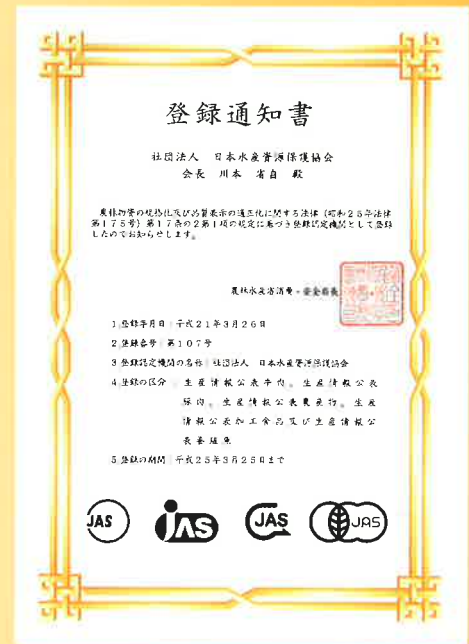 登録通知書
社団法人 日本水産資源保護協会
会長 川本 省自 殿
農林物資の規格化及び品質表示の適正化に関する法律(昭和25年法律
第175号)第17条の2第1項の規定に基づき登録認定機関として登録
したのでお知らせします。
農林水産省消費・安全局長
1.登録年月日 平成21年3月26日
2.登録番号 第107号
3.登録認定機関の名称 社団法人 日本水産資源保護協会
4.登録の区分 生産情報公表牛肉、生産情報公表
豚肉、生産情報公表農産物、生産
情報公表加工食品及び生産情報公
表養殖魚
5.登録の期間 平成25年3月25日まで
JAS
JAS
JAS
JAS